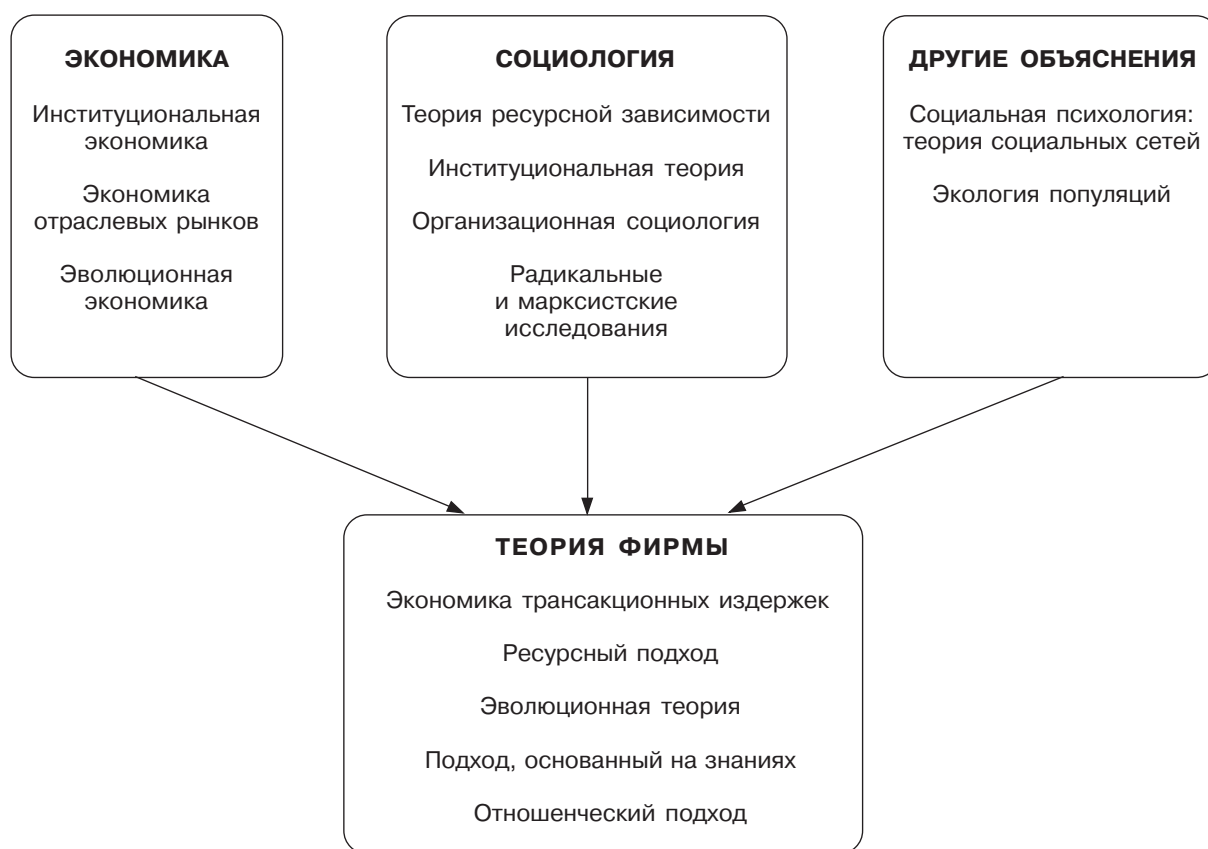 ЭКОНОМИКА
Институциональная
экономика
Экономика
отраслевых рынков
Эволюционная
экономика
СОЦИОЛОГИЯ
Теория ресурсной зависимости
Институциональная теория
Организационная социология
Радикальные
и марксистские
исследования
ДРУГИЕ ОБЪЯСНЕНИЯ
Социальная психология:
теория социальных сетей
Экология популяций
ТЕОРИЯ ФИРМЫ
Экономика трансакционных издержек
Ресурсный подход
Эволюционная теория
Подход, основанный на знаниях
Отношенческий подход